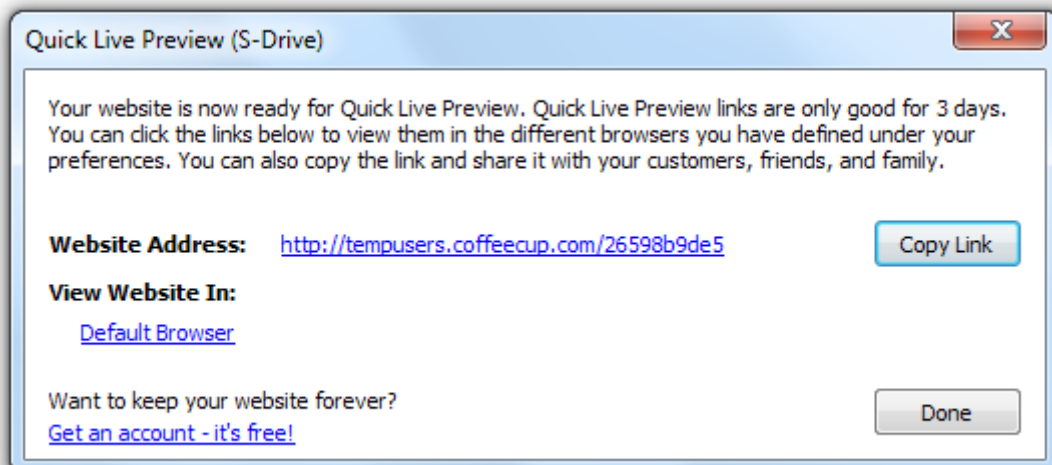 Quick Live Preview (S-Drive)
Your website is now ready for Quick Live Preview. Quick Live Preview links are only good for 3 days.
You can click the links below to view them in the different browsers you have defined under your
preferences. You can also copy the link and share it with your customers, friends, and family.
Website Address: http://tempusers.coffeecup.com/26598b9de5 Copy Link
View Website In:
Default Browser
Want to keep your website forever?
Get an account - it's free!
Done